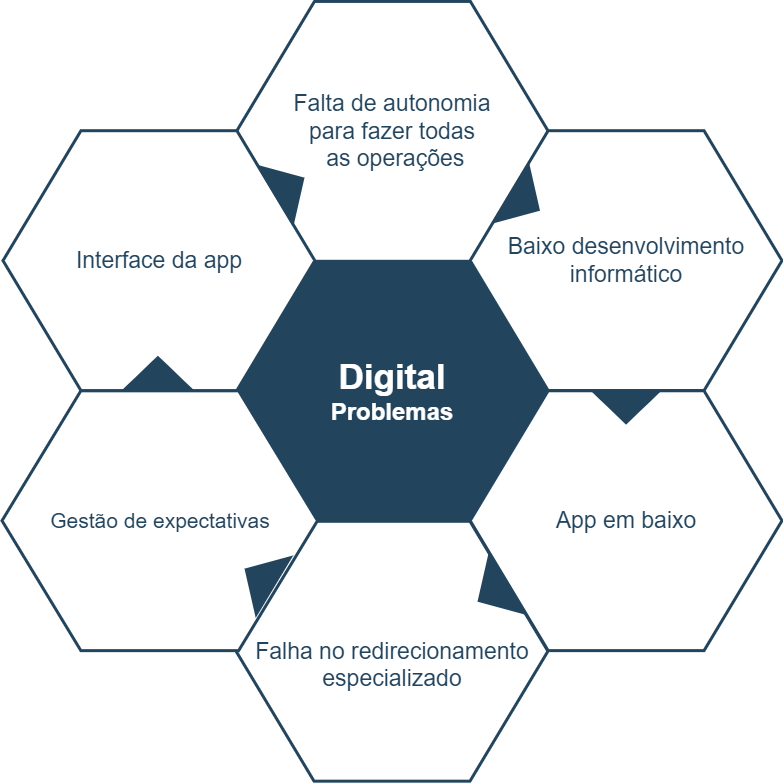 Falta de autonomia
para fazer todas
as operações
Baixo desenvolvimento
informático
Interface da app
Digital
Problemas
Gestão de expectativas
App em baixo
Falha no redirecionamento
especializado